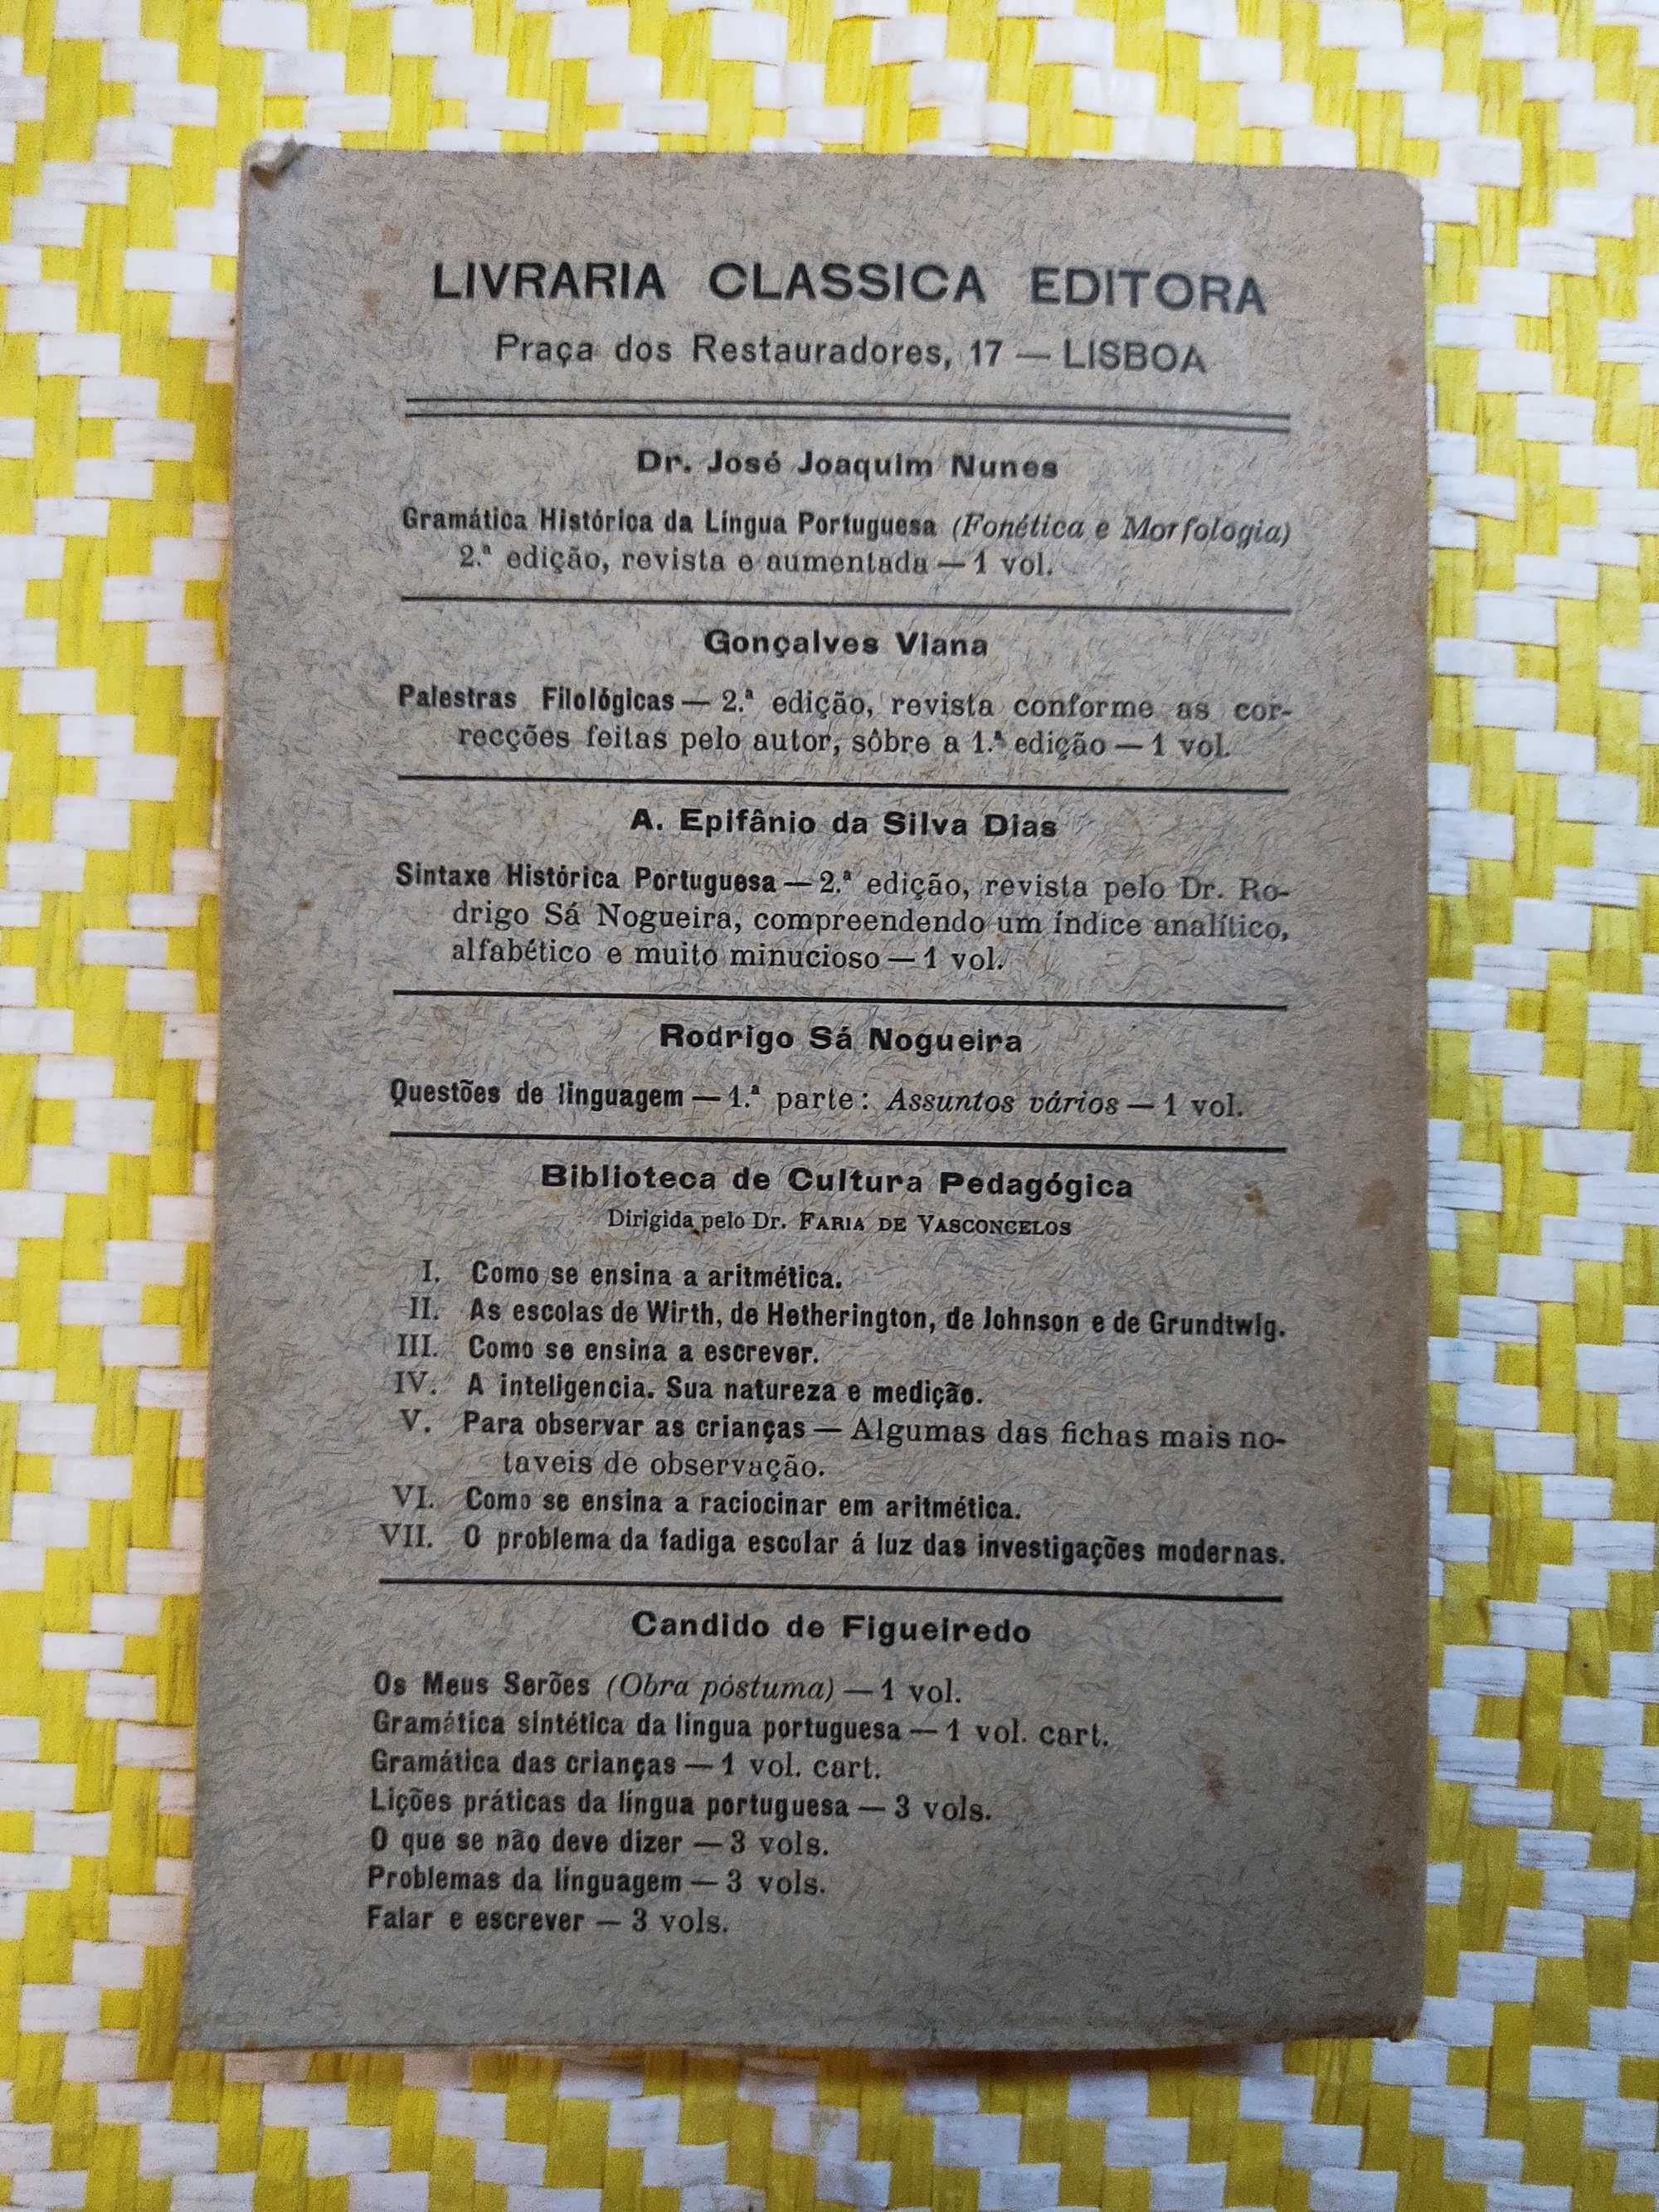 LIVRARIA CLASSICA EDITORA
Praça dos Restauradores, 17 — LISBOA
Dr. José Joaquim Nunes
Gramática Histórica da Língua Portuguesa (Fonética e Morfologia)
2.ª edição, revista e aumentada — 1 vol.
Gonçalves Viana
Palestras Filológicas — 2.ª edição, revista conforme as cor-
recções feitas pelo autor, sôbre a 1.ª edição — 1 vol.
A. Epifânio da Silva Dias
Sintaxe Histórica Portuguesa — 2.ª edição, revista pelo Dr. Ro-
drigo Sá Nogueira, compreendendo um índice analítico,
alfabético e muito minucioso — 1 vol.
Rodrigo Sá Nogueira
Questões de linguagem — 1.ª parte: Assuntos vários — 1 vol.
Biblioteca de Cultura Pedagógica
Dirigida pelo Dr. FARIA DE VASCONCELOS
I. Como se ensina a aritmética.
II. As escolas de Wirth, de Hetherington, de Johnson e de Grundtwig.
III. Como se ensina a escrever.
IV. A inteligencia. Sua natureza e medição.
V. Para observar as crianças — Algumas das fichas mais no-
taveis de observação.
VI. Como se ensina a raciocinar em aritmética.
VII. O problema da fadiga escolar á luz das investigações modernas.
Candido de Figueiredo
Os Meus Serões (Obra póstuma) — 1 vol.
Gramática sintética da língua portuguesa — 1 vol. cart.
Gramática das crianças — 1 vol. cart.
Lições práticas da língua portuguesa — 3 vols.
O que se não deve dizer — 3 vols.
Problemas da linguagem — 3 vols.
Falar e escrever — 3 vols.